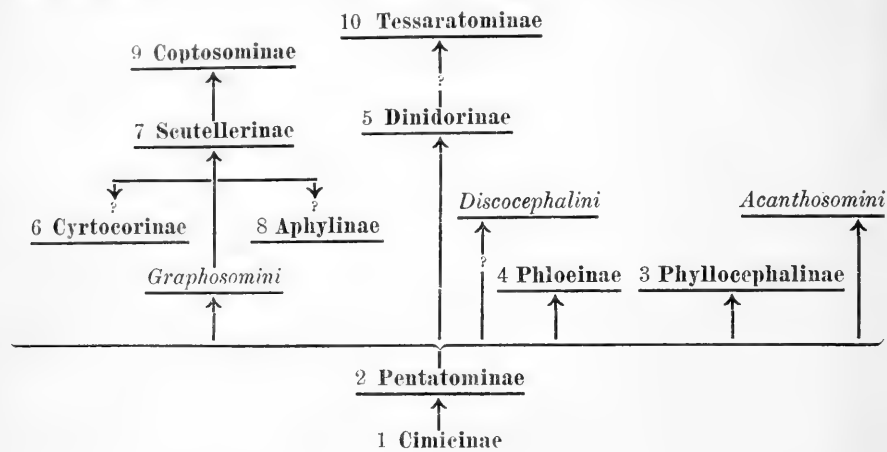 10 Tessaratominae
9 Coptosominae
?
7 Scutellerinae
5 Dinidorinae
? ?
6 Cyrtocorinae 8 Aphylinae
Discocephalini
Acanthosomini
Graphosomini
?
4 Phloeinae
3 Phyllocephalinae
2 Pentatominae
1 Cimicinae